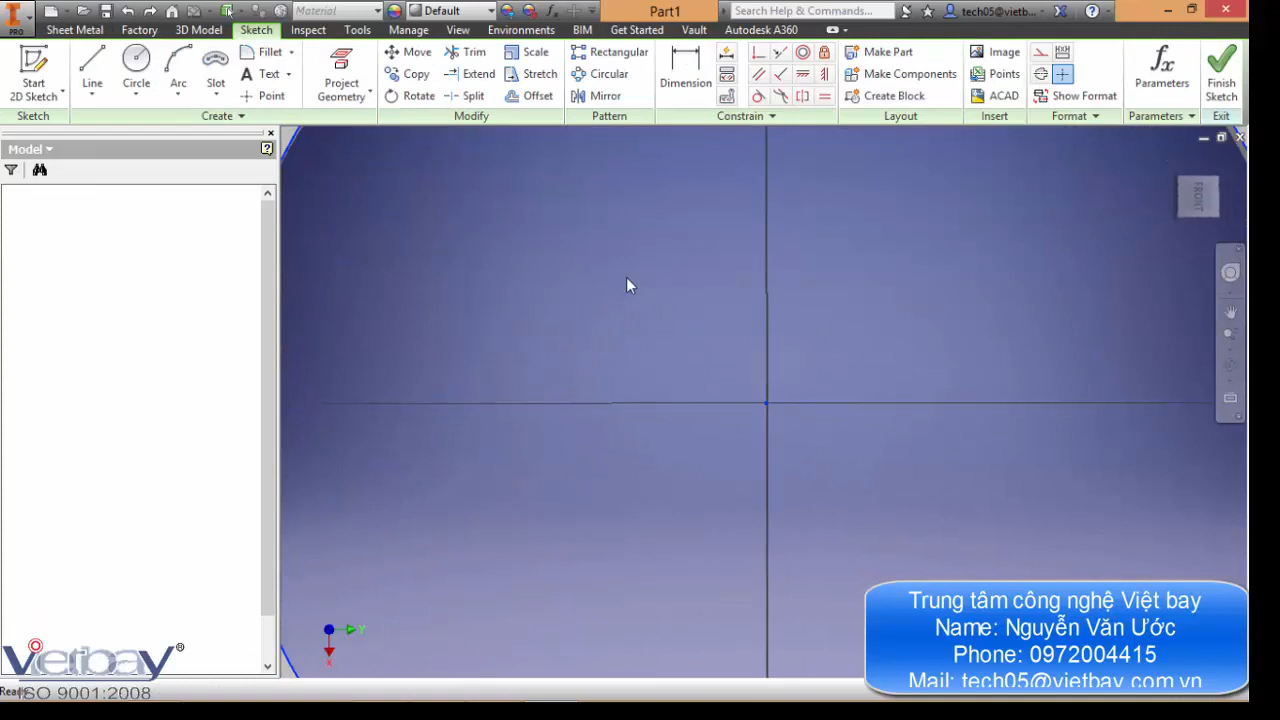 PRO
Material
Default
Part1
Search Help & Commands...
tech05@vietb...
Sheet Metal Factory 3D Model Sketch Inspect Tools Manage View Environments BIM Get Started Vault Autodesk A360
Start
2D Sketch
Line
Circle
Arc
Slot
Fillet
Text
Point
Project
Geometry
Move
Copy
Rotate
Trim
Extend
Split
Scale
Stretch
Offset
Rectangular
Circular
Mirror
Dimension
Make Part
Make Components
Create Block
Image
Points
ACAD
Show Format
Parameters
Finish
Sketch
Sketch Create Modify Pattern Constrain Layout Insert Format Parameters Exit
Model
FRONT
Y
X
Trung tâm công nghệ Việt bay
Name: Nguyễn Văn Ước
Phone: 0972004415
Mail: tech05@vietbay.com.vn
vietbay ®
Ready
ISO 9001:2008